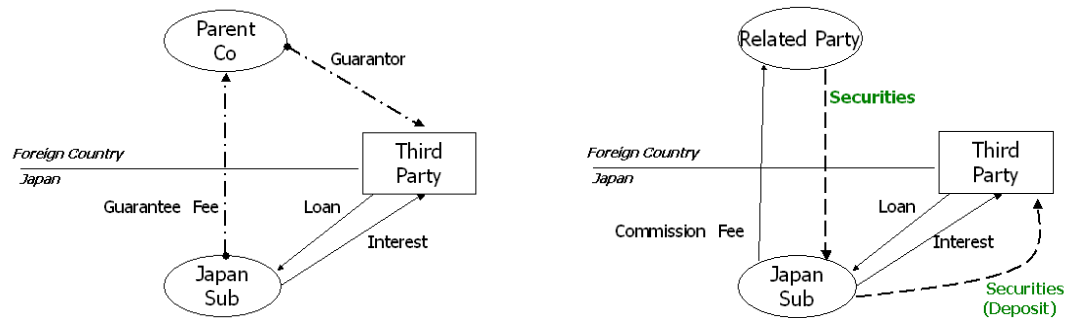 Parent
Co
Guarantor
Foreign Country
Japan
Third
Party
Guarantee Fee
Loan
Interest
Japan
Sub
Related Party
Securities
Foreign Country
Japan
Third
Party
Commission Fee
Loan
Interest
Japan
Sub
Securities
(Deposit)